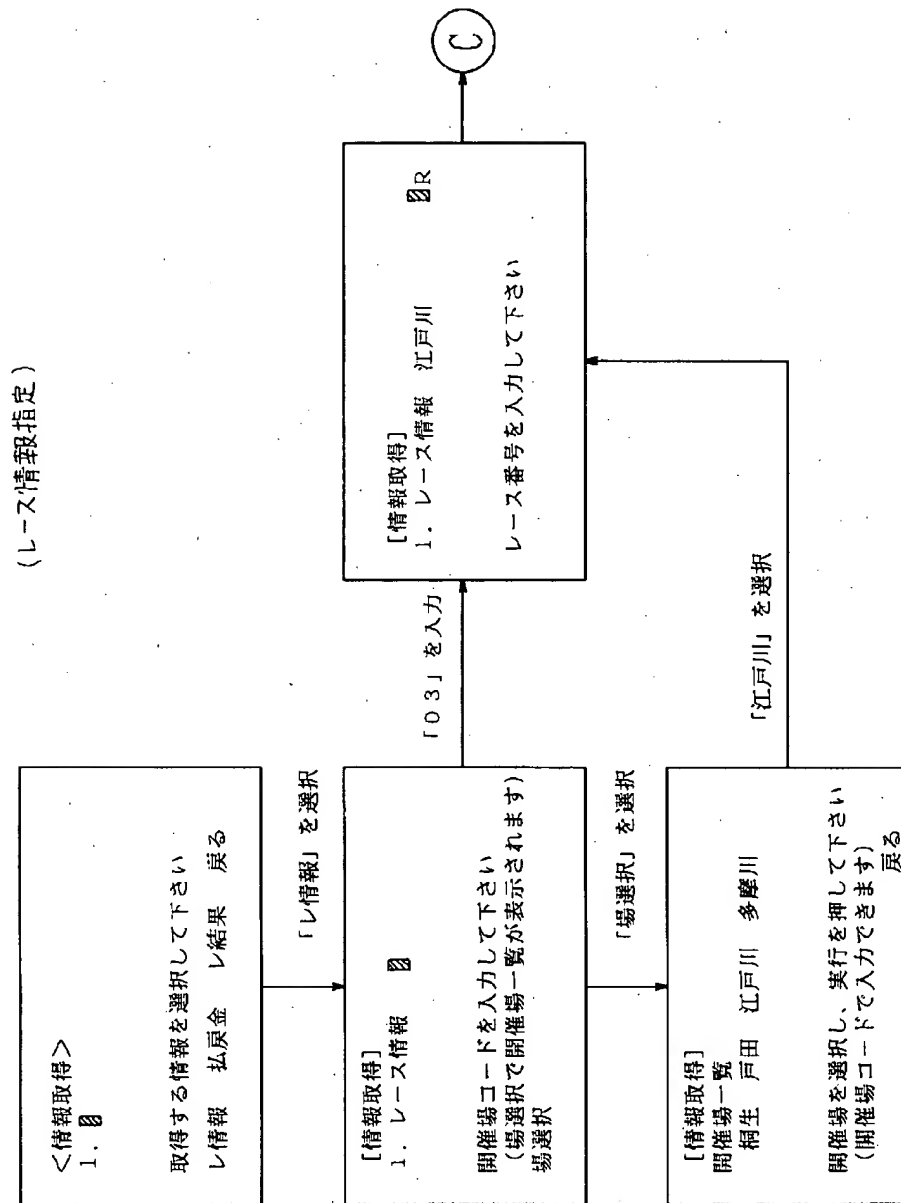 (レース情報指定)
<情報取得>
1. 〼
取得する情報を選択して下さい
レ情報 払戻金 レ結果 戻る
「レ情報」を選択
[情報取得]
1. レース情報 〼
開催場コードを入力して下さい
(場選択で開催場一覧が表示されます)
場選択
「場選択」を選択
[情報取得]
開催場一覧
桐生 戸田 江戸川 多摩川
開催場を選択し、実行を押して下さい
(開催場コードで入力できます)
戻る
「03」を入力
「江戸川」を選択
[情報取得]
1. レース情報 江戸川 〼R
レース番号を入力して下さい
C